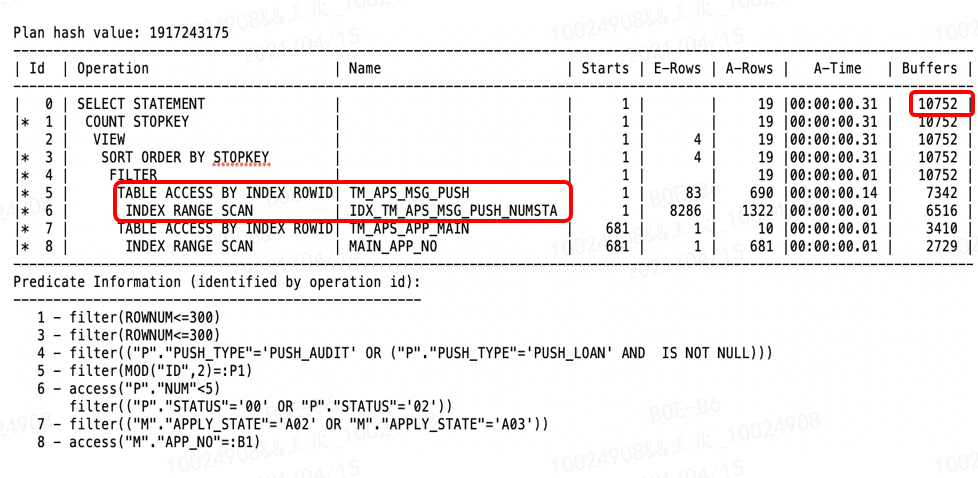 Plan hash value: 1917243175
| Id | Operation | Name | Starts | E-Rows | A-Rows | A-Time | Buffers |
| 0 | SELECT STATEMENT | | 1 | | 19 |00:00:00.31 | 10752 |
|* 1 | COUNT STOPKEY | | 1 | | 19 |00:00:00.31 | 10752 |
| 2 | VIEW | | 1 | 4 | 19 |00:00:00.31 | 10752 |
|* 3 | SORT ORDER BY STOPKEY | | 1 | 4 | 19 |00:00:00.31 | 10752 |
|* 4 | FILTER | | 1 | | 19 |00:00:00.01 | 10752 |
|* 5 | TABLE ACCESS BY INDEX ROWID| TM_APS_MSG_PUSH | 1 | 83 | 690 |00:00:00.14 | 7342 |
|* 6 | INDEX RANGE SCAN | IDX_TM_APS_MSG_PUSH_NUMSTA | 1 | 8286 | 1322 |00:00:00.01 | 6516 |
|* 7 | TABLE ACCESS BY INDEX ROWID| TM_APS_APP_MAIN | 681 | 1 | 10 |00:00:00.01 | 3410 |
|* 8 | INDEX RANGE SCAN | MAIN_APP_NO | 681 | 1 | 681 |00:00:00.01 | 2729 |
Predicate Information (identified by operation id):
1 - filter(ROWNUM<=300)
3 - filter(ROWNUM<=300)
4 - filter(("P"."PUSH_TYPE"='PUSH_AUDIT' OR ("P"."PUSH_TYPE"='PUSH_LOAN' AND IS NOT NULL)))
5 - filter(MOD("ID",2)=:P1)
6 - access("P"."NUM"<5)
filter(("P"."STATUS"='00' OR "P"."STATUS"='02'))
7 - filter(("M"."APPLY_STATE"='A02' OR "M"."APPLY_STATE"='A03'))
8 - access("M"."APP_NO"=:B1)
BOE-B6
10024908&&王欢_10024908
2021/04/15